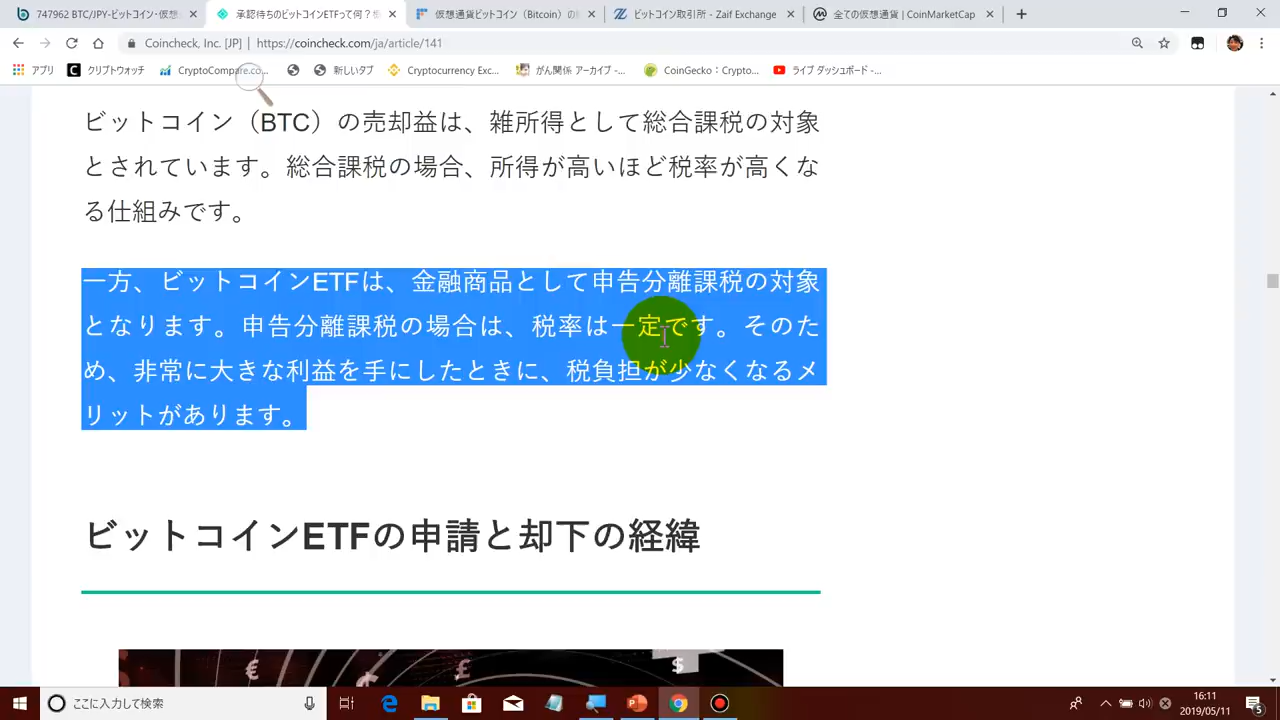 747962 BTC/JPY-ビットコイン・仮想
承認待ちのビットコインETFって何？
仮想通貨ビットコイン（Bitcoin）の
ビットコイン取引所 - Zaif Exchange
全ての仮想通貨 | CoinMarketCap
Coincheck, Inc. [JP] | https://coincheck.com/ja/article/141
アプリ
クリプトウォッチ
CryptoCompare.co...
新しいタブ
Cryptocurrency Exc...
がん関係 アーカイブ -...
CoinGecko：Crypto...
ライブ ダッシュボード -...
ビットコイン（BTC）の売却益は、雑所得として総合課税の対象
とされています。総合課税の場合、所得が高いほど税率が高くな
る仕組みです。
一方、ビットコインETFは、金融商品として申告分離課税の対象
となります。申告分離課税の場合は、税率は一定です。そのた
め、非常に大きな利益を手にしたときに、税負担が少なくなるメ
リットがあります。
ビットコインETFの申請と却下の経緯
€
£
$
ここに入力して検索
16:11
2019/05/11
5